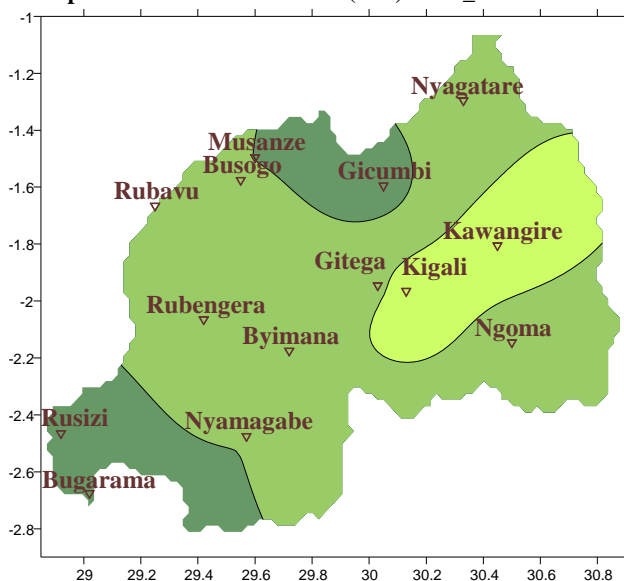 -1
-1.2
-1.4
-1.6
-1.8
-2
-2.2
-2.4
-2.6
-2.8
Nyagatare
Musanze
Busogo
Gicumbi
Rubavu
Kawangire
Gitega
Kigali
Rubengera
Byimana
Ngoma
Rusizi
Nyamagabe
Bugarama
29 29.2 29.4 29.6 29.8 30 30.2 30.4 30.6 30.8